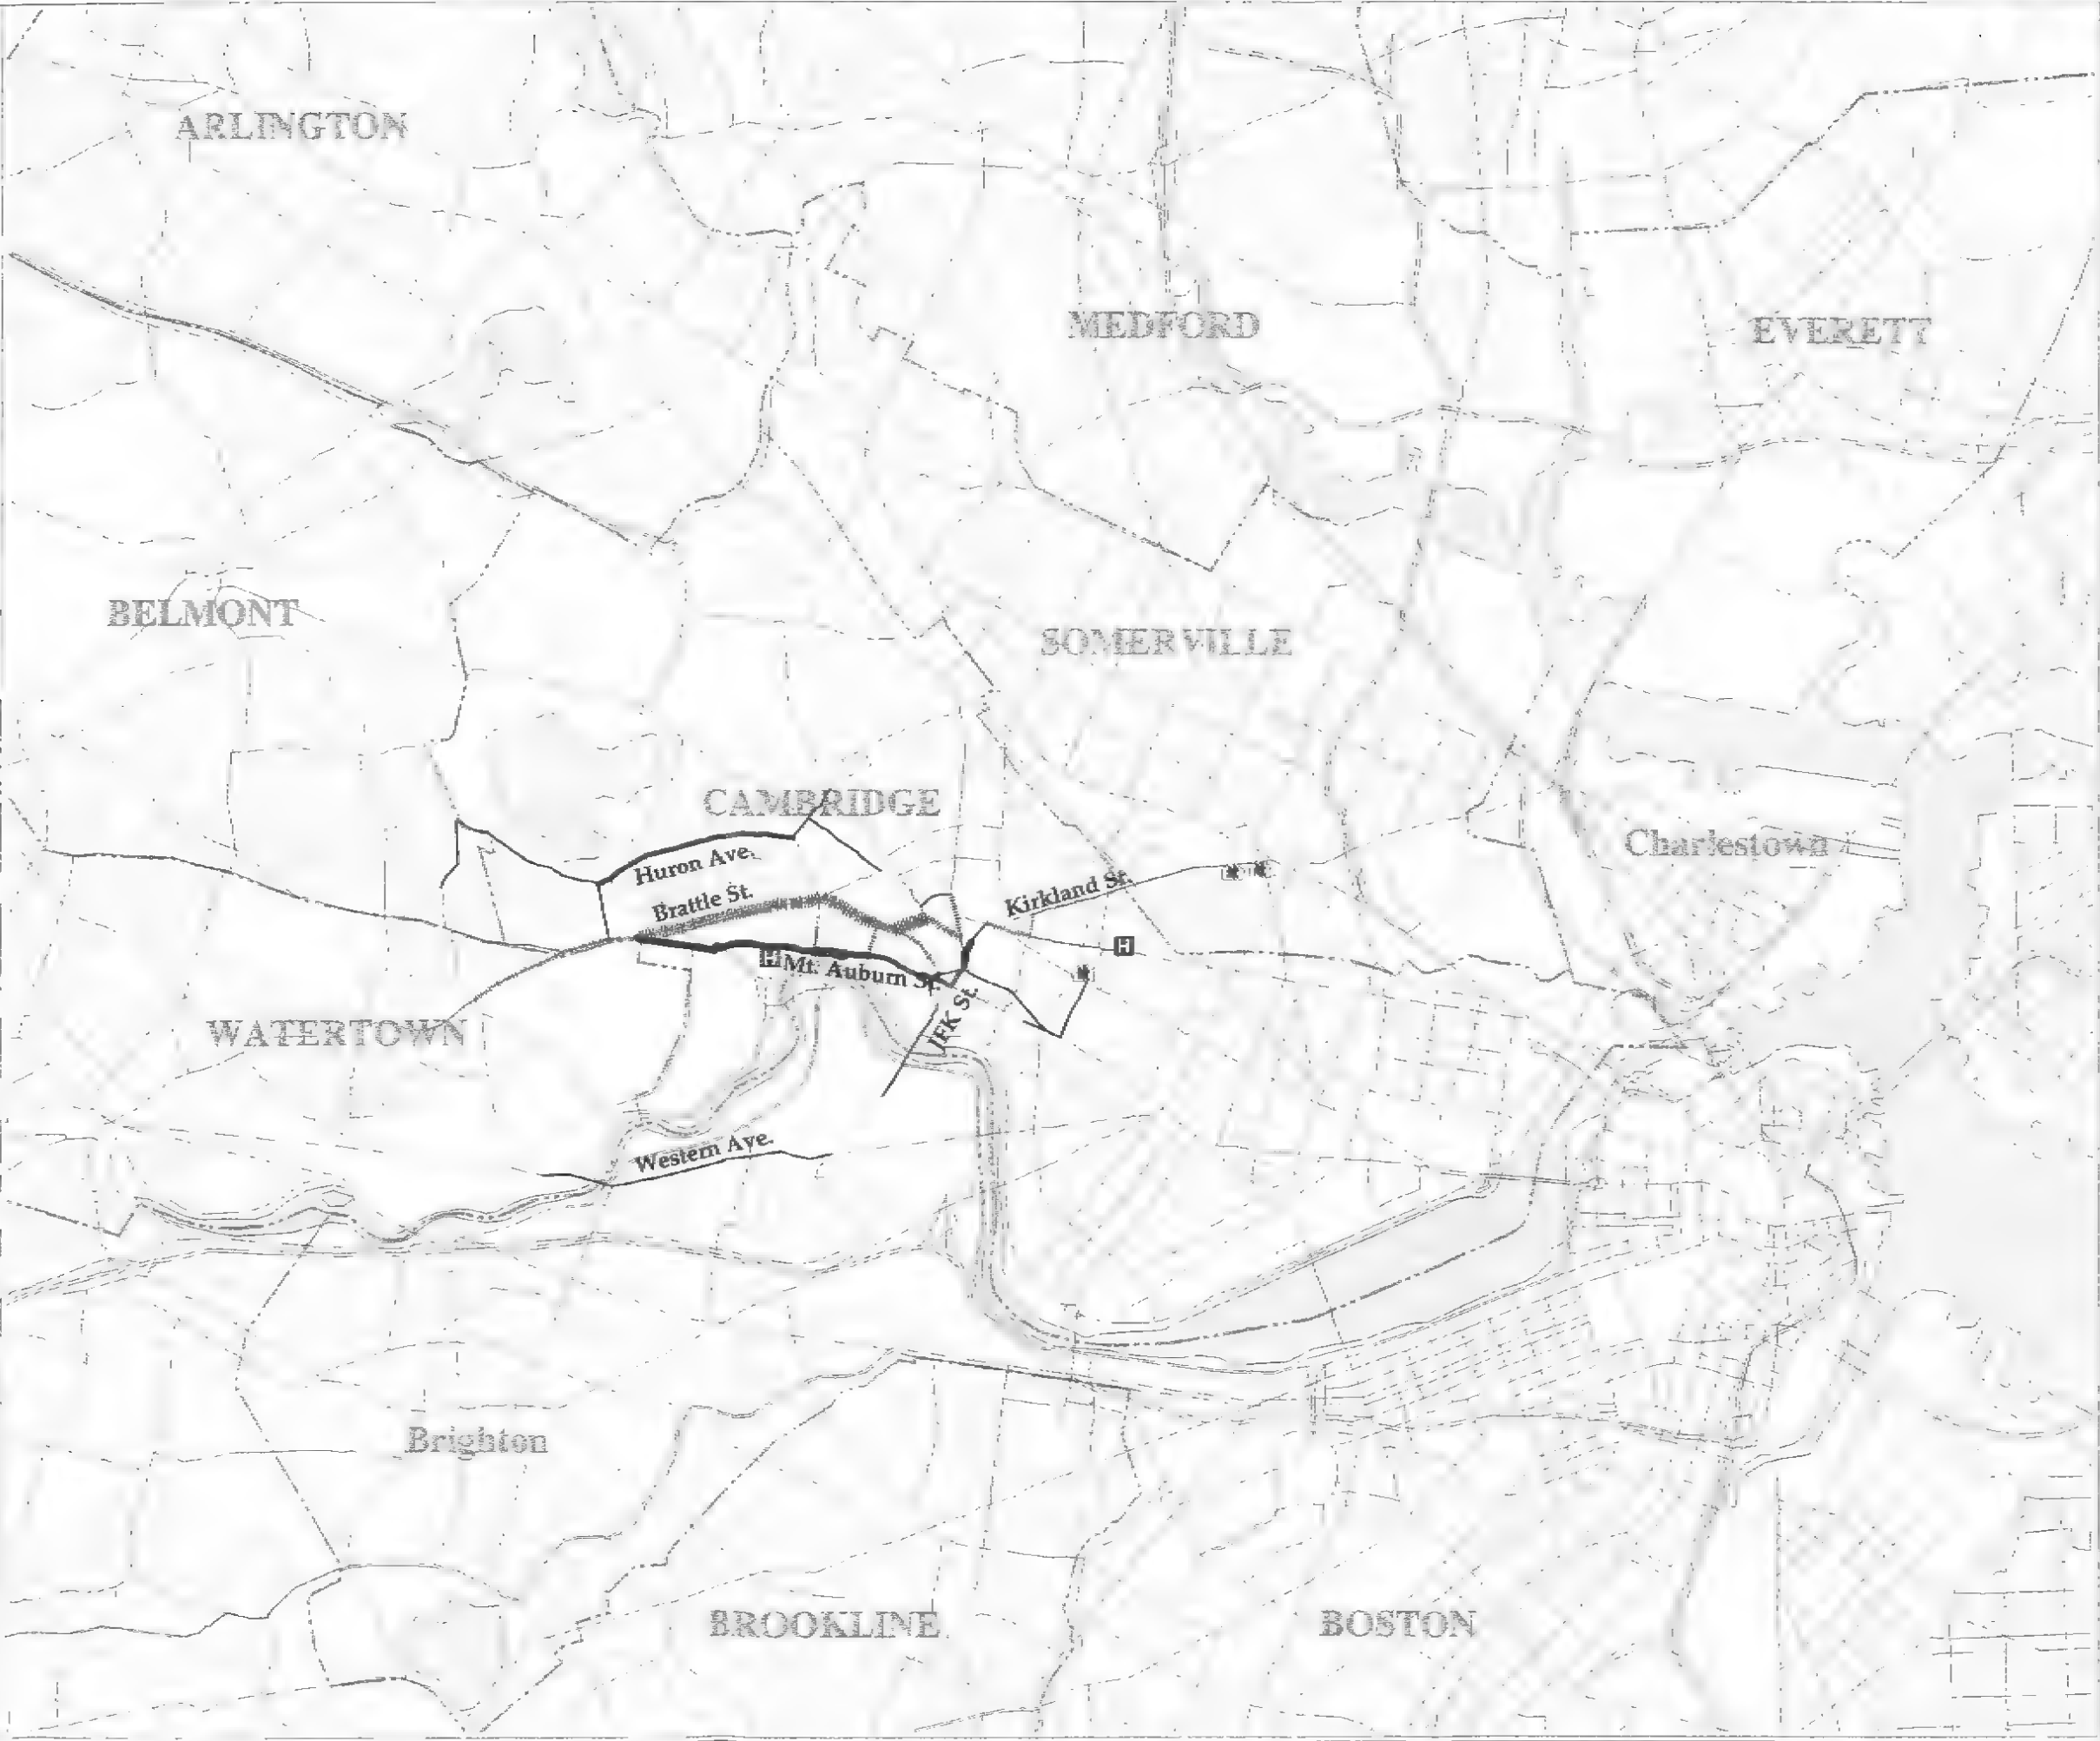 ARLINGTON
MEDFORD
EVERETT
BELMONT
SOMERVILLE
CAMBRIDGE
Charlestown
Huron Ave.
Brattle St.
Kirkland St.
H
H
Mt. Auburn St.
JFK St.
WATERTOWN
Western Ave.
Brighton
BROOKLINE
BOSTON